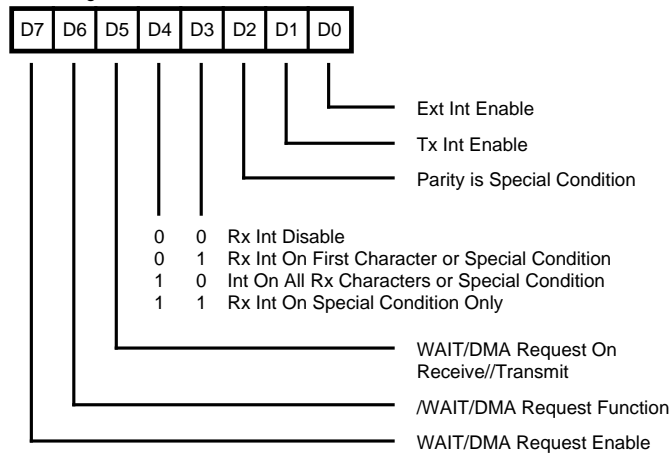 D7 D6 D5 D4 D3 D2 D1 D0
Ext Int Enable
Tx Int Enable
Parity is Special Condition
0 0 Rx Int Disable
0 1 Rx Int On First Character or Special Condition
1 0 Int On All Rx Characters or Special Condition
1 1 Rx Int On Special Condition Only
WAIT/DMA Request On
Receive//Transmit
/WAIT/DMA Request Function
WAIT/DMA Request Enable